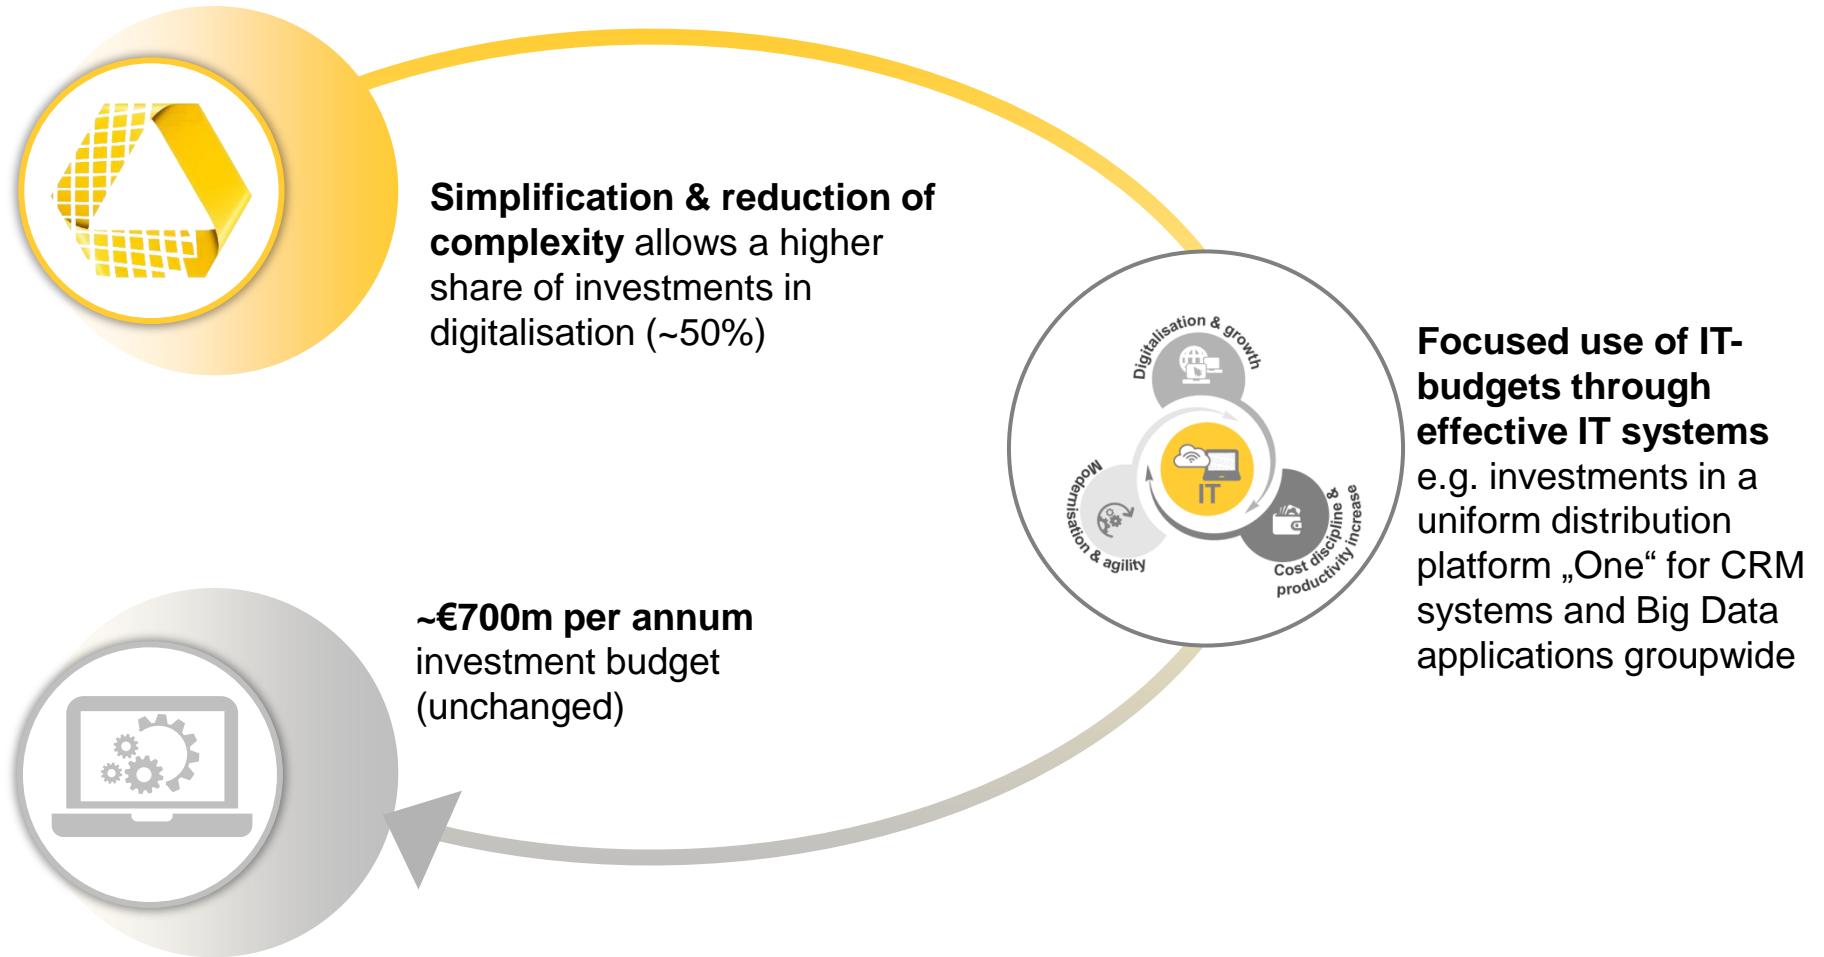 Simplification & reduction of
complexity allows a higher
share of investments in
digitalisation (~50%)
Digitalisation & growth
IT
Modernisation & agility
Cost discipline &
productivity increase
Focused use of IT-
budgets through
effective IT systems
e.g. investments in a
uniform distribution
platform „One“ for CRM
systems and Big Data
applications groupwide
~€700m per annum
investment budget
(unchanged)